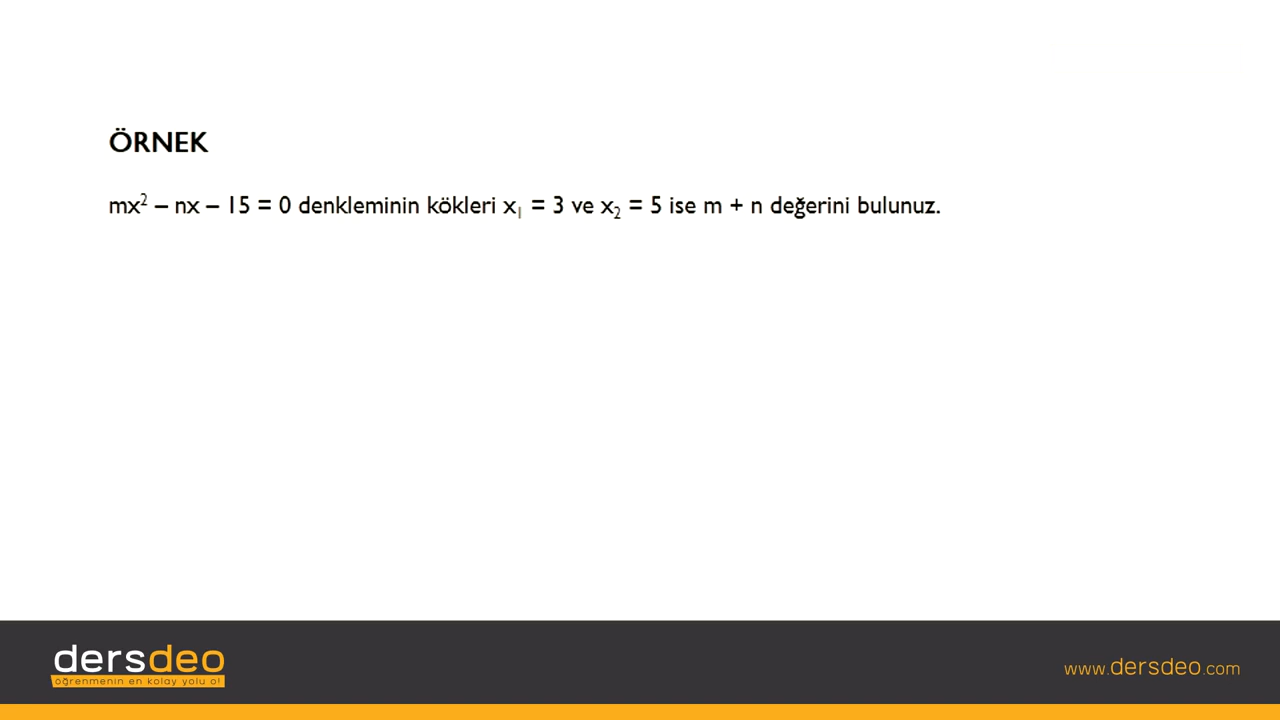 ÖRNEK
mx² – nx – 15 = 0 denkleminin kökleri x₁ = 3 ve x₂ = 5 ise m + n değerini bulunuz.
dersdeo
öğrenmenin en kolay yolu o!
www.dersdeo.com